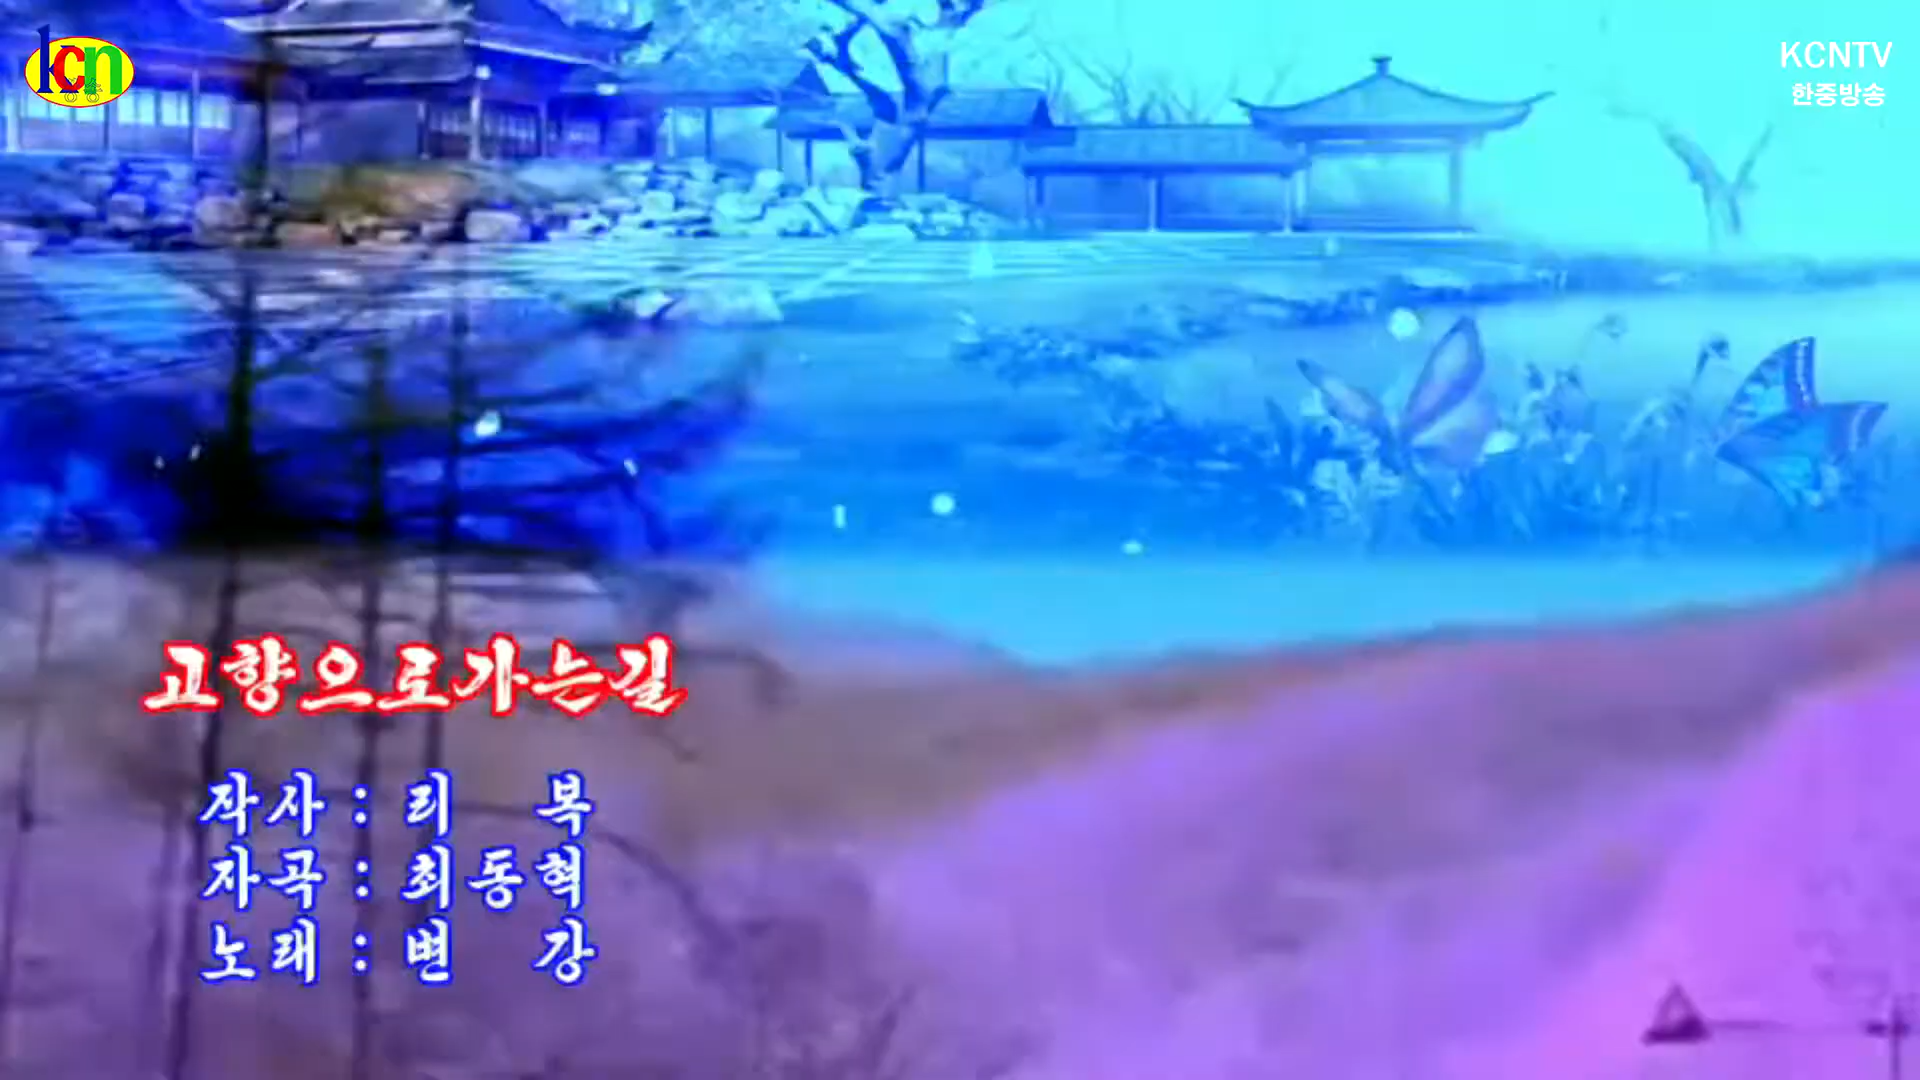 kcn
KCNTV
한중방송
고향으로가는길
작사 : 리 복
자곡 : 최동혁
노래 : 변 강